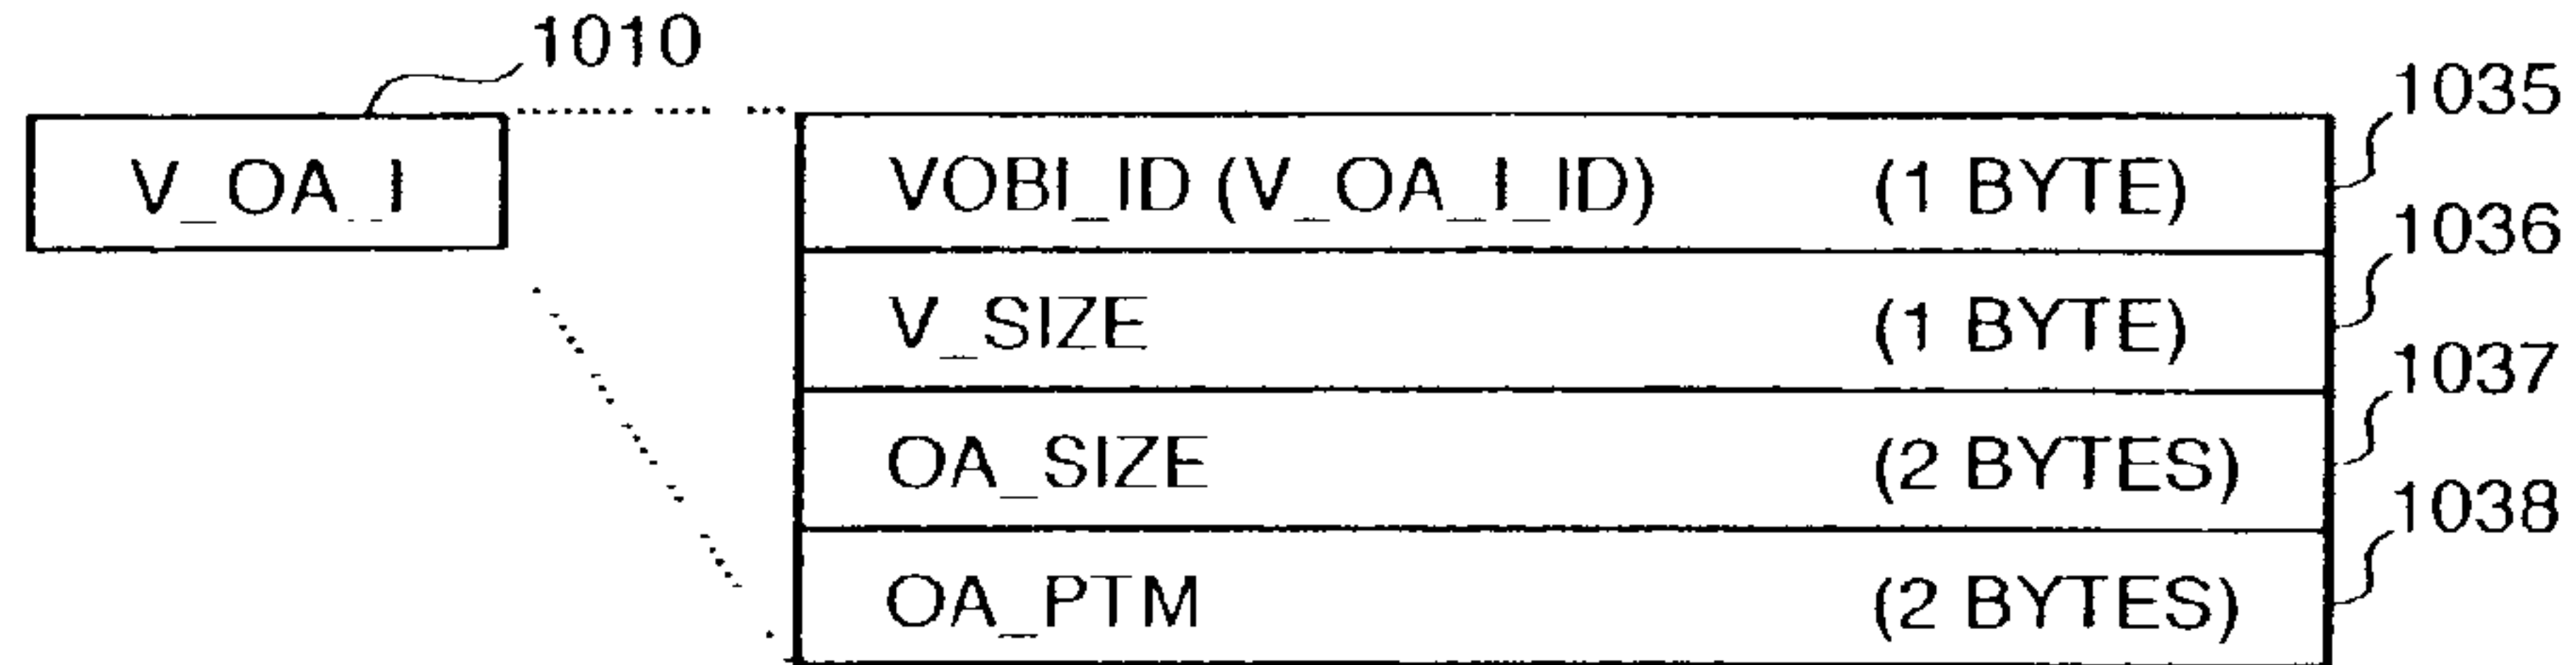 1010
V_OA_I
VOBI_ID (V_OA_I_ID) (1 BYTE) 1035
V_SIZE (1 BYTE) 1036
OA_SIZE (2 BYTES) 1037
OA_PTM (2 BYTES) 1038